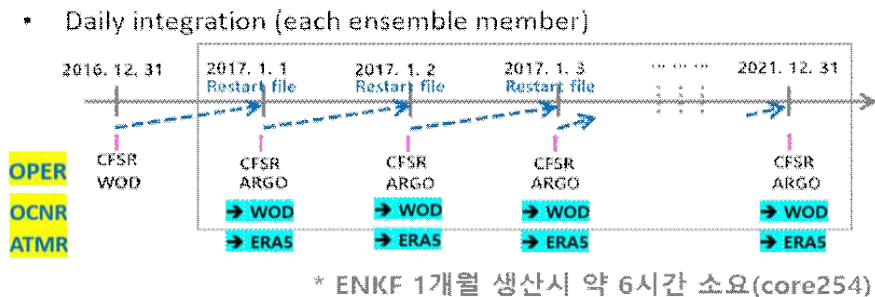 • Daily integration (each ensemble member)
2016. 12. 31 2017. 1. 1 2017. 1. 2 2017. 1. 3 ... ... ... 2021. 12. 31
Restart file Restart file Restart file
OPER CFSR CFSR CFSR CFSR CFSR
WOD ARGO ARGO ARGO ARGO
OCNR → WOD → WOD → WOD → WOD
ATMR → ERA5 → ERA5 → ERA5 → ERA5
* ENKF 1개월 생산시 약 6시간 소요(core254)